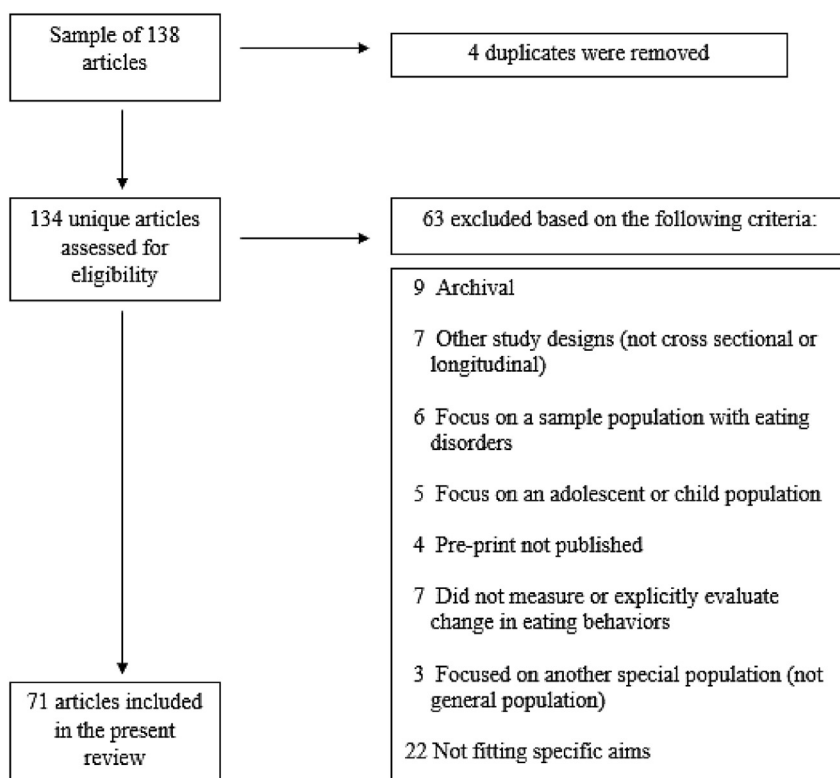 Sample of 138
articles
4 duplicates were removed
134 unique articles
assessed for
eligibility
63 excluded based on the following criteria:
9 Archival
7 Other study designs (not cross sectional or
longitudinal)
6 Focus on a sample population with eating
disorders
5 Focus on an adolescent or child population
4 Pre-print not published
7 Did not measure or explicitly evaluate
change in eating behaviors
3 Focused on another special population (not
general population)
22 Not fitting specific aims
71 articles included
in the present
review